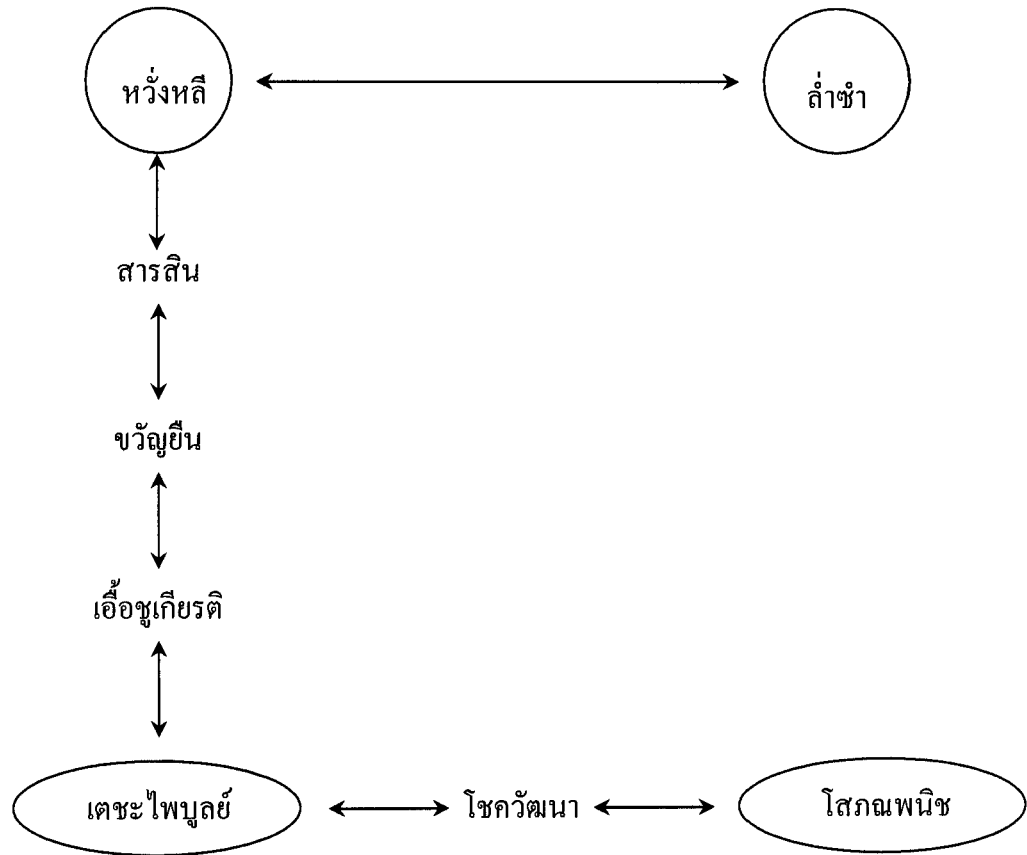 หวั่งหลี
ล่ำซำ
สารสิน
ขวัญยืน
เอื้อชูเกียรติ
เตชะไพบูลย์
โชควัฒนา
โสภณพนิช